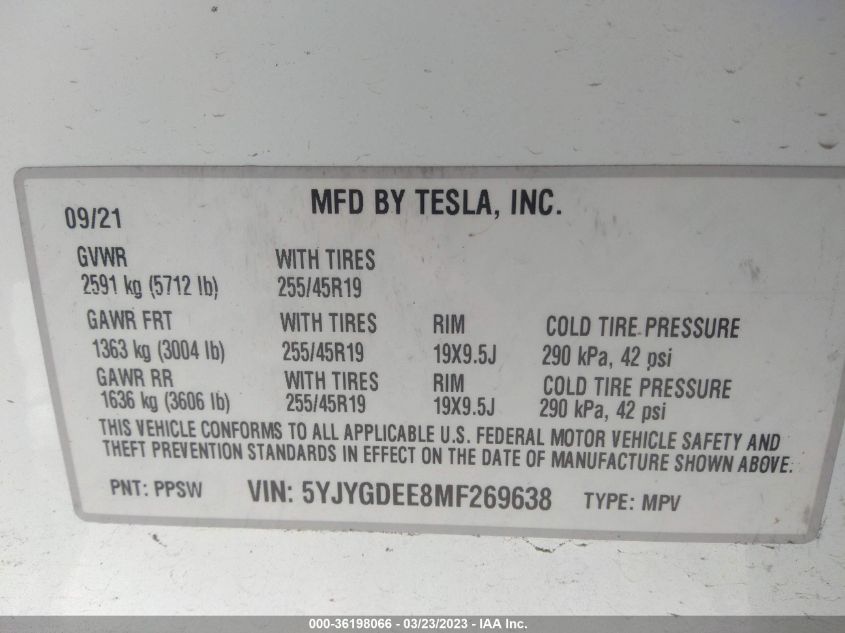 MFD BY TESLA, INC.
09/21
GVWR WITH TIRES
2591 kg (5712 lb) 255/45R19
GAWR FRT WITH TIRES RIM COLD TIRE PRESSURE
1363 kg (3004 lb) 255/45R19 19X9.5J 290 kPa, 42 psi
GAWR RR WITH TIRES RIM COLD TIRE PRESSURE
1636 kg (3606 lb) 255/45R19 19X9.5J 290 kPa, 42 psi
THIS VEHICLE CONFORMS TO ALL APPLICABLE U.S. FEDERAL MOTOR VEHICLE SAFETY AND
THEFT PREVENTION STANDARDS IN EFFECT ON THE DATE OF MANUFACTURE SHOWN ABOVE.
PNT: PPSW VIN: 5YJYGDEE8MF269638 TYPE: MPV
000-36198066 - 03/23/2023 - IAA Inc.